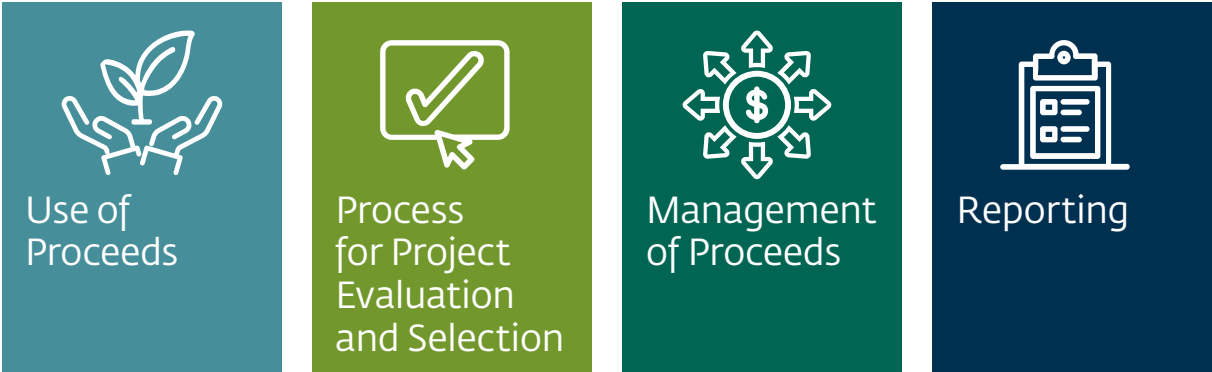 Use of
Proceeds
Process
for Project
Evaluation
and Selection
$
Management
of Proceeds
Reporting